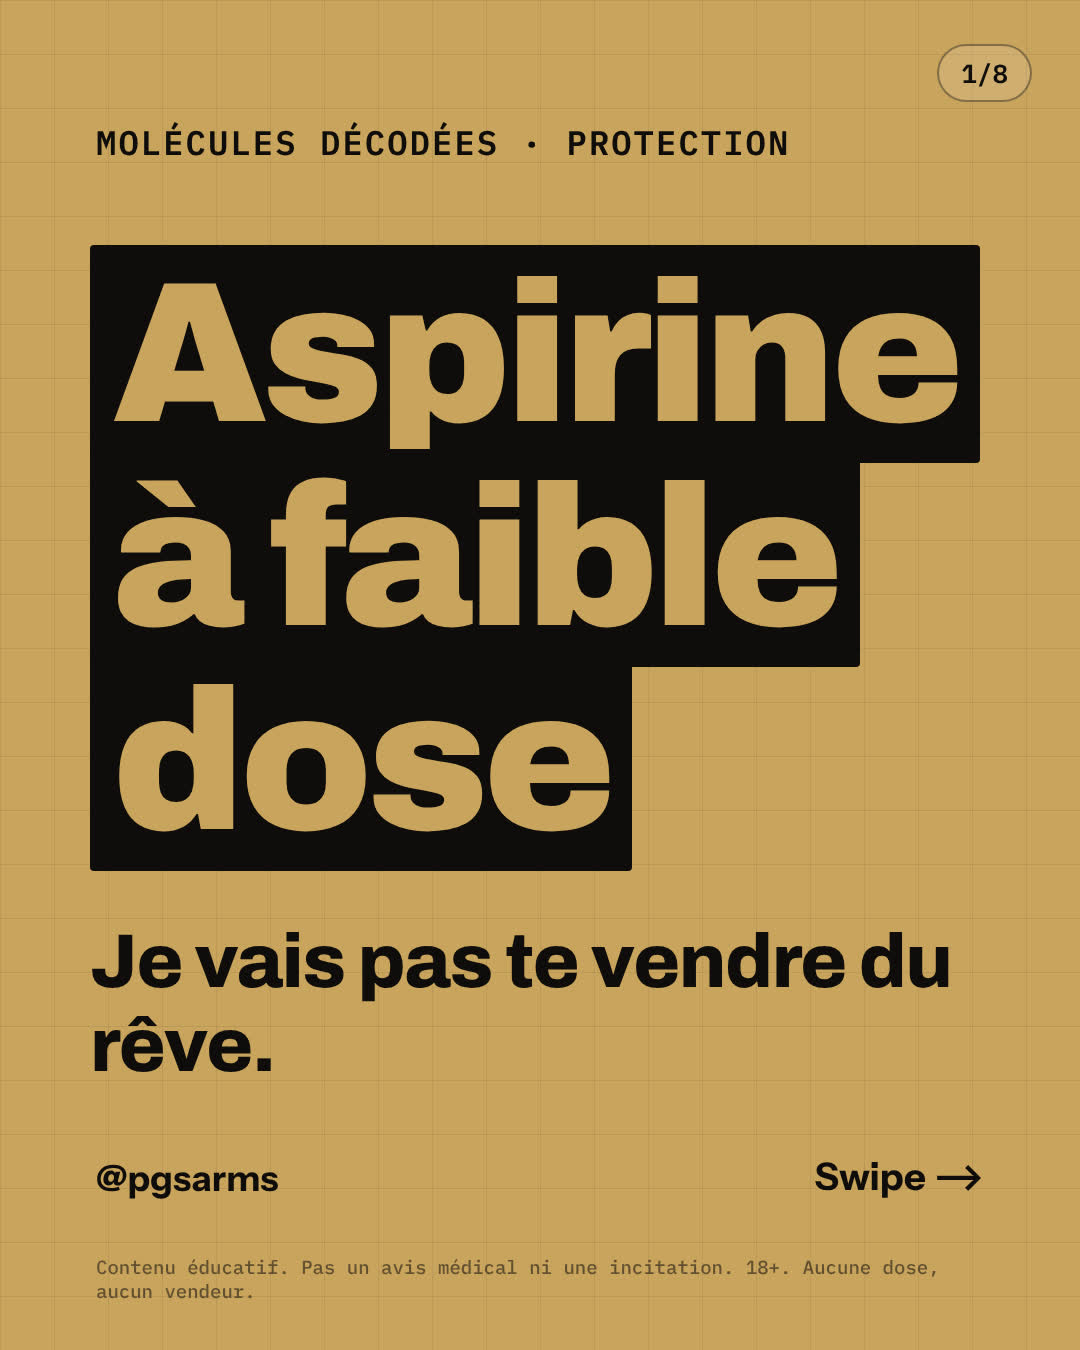 1/8
MOLÉCULES DÉCODÉES · PROTECTION
Aspirine
à faible
dose
Je vais pas te vendre du
rêve.
@pgsarms
Swipe →
Contenu éducatif. Pas un avis médical ni une incitation. 18+. Aucune dose,
aucun vendeur.